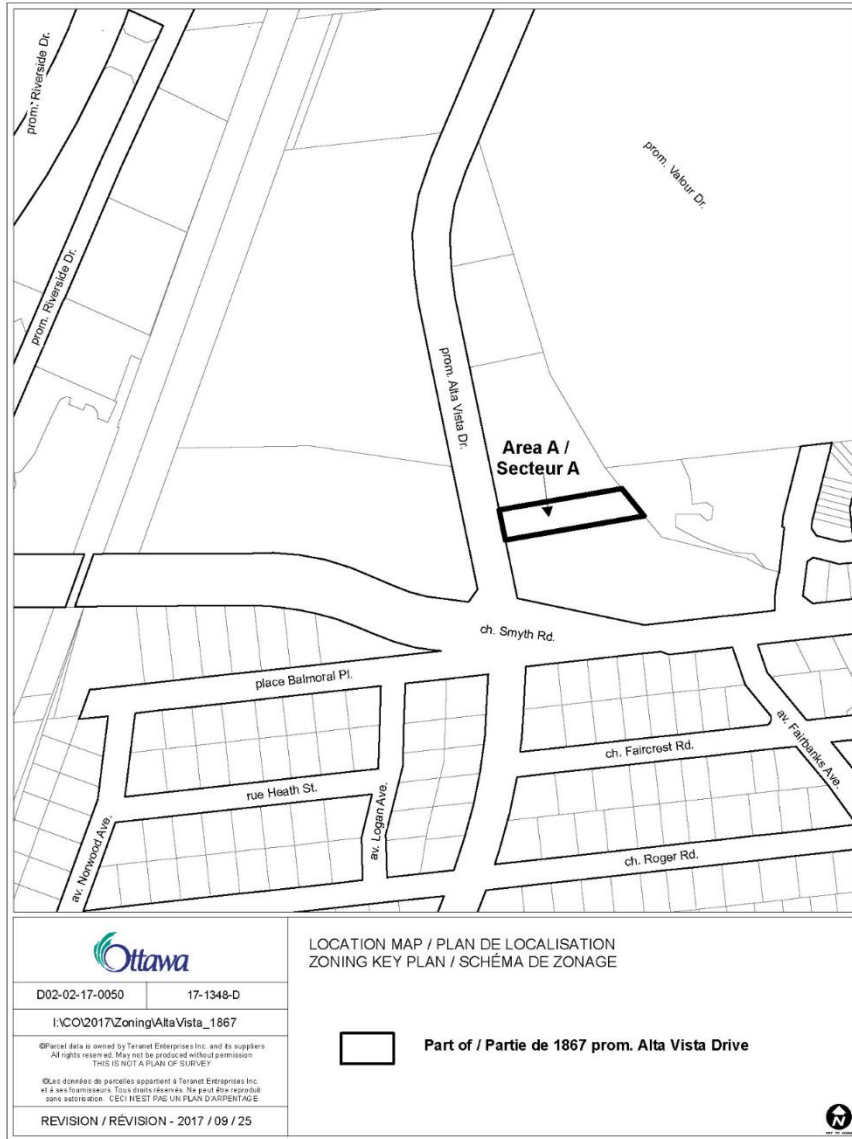 prom. Riverside Dr.
prom. Valour Dr.
prom. Riverside Dr.
prom. Alta Vista Dr.
Area A /
Secteur A
ch. Smyth Rd.
place Balmoral Pl.
av. Fairbanks Ave.
ch. Faircrest Rd.
rue Heath St.
av. Logan Ave.
av. Norwood Ave.
ch. Roger Rd.
Ottawa
D02-02-17-0050
17-1348-D
I:\CO\2017\Zoning\AltaVista_1867
©Parcel data is owned by Teranet Enterprises Inc. and its suppliers
All rights reserved. May not be produced without permission
THIS IS NOT A PLAN OF SURVEY
©Les données de parcelles appartient à Teranet Entreprises Inc.
et à ses fournisseurs. Tous droits réservés. Ne peut être reproduit
sans autorisation. CECI N'EST PAS UN PLAN D'ARPENTAGE
REVISION / RÉVISION - 2017 / 09 / 25
LOCATION MAP / PLAN DE LOCALISATION
ZONING KEY PLAN / SCHÉMA DE ZONAGE
Part of / Partie de 1867 prom. Alta Vista Drive
N